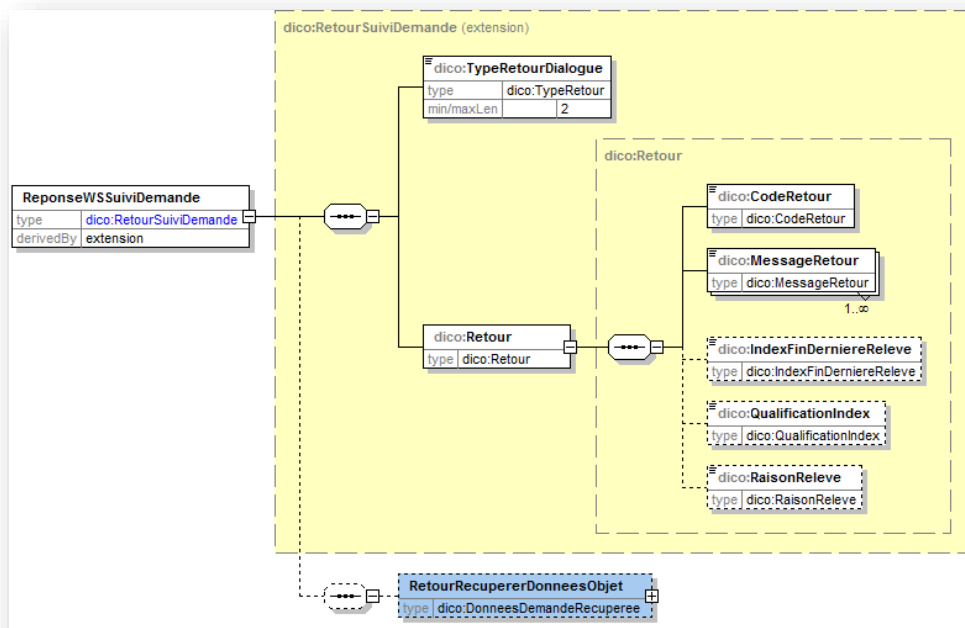 dico:RetourSuiviDemande (extension)
dico:TypeRetourDialogue
type dico:TypeRetour
min/maxLen 2
dico:Retour
ReponseWSSuiviDemande
type dico:RetourSuiviDemande
derivedBy extension
dico:CodeRetour
type dico:CodeRetour
dico:MessageRetour
type dico:MessageRetour
1..∞
dico:Retour
type dico:Retour
dico:IndexFinDerniereReleve
type dico:IndexFinDerniereReleve
dico:QualificationIndex
type dico:QualificationIndex
dico:RaisonReleve
type dico:RaisonReleve
RetourRecupererDonneesObjet
type dico:DonneesDemandeRecuperee